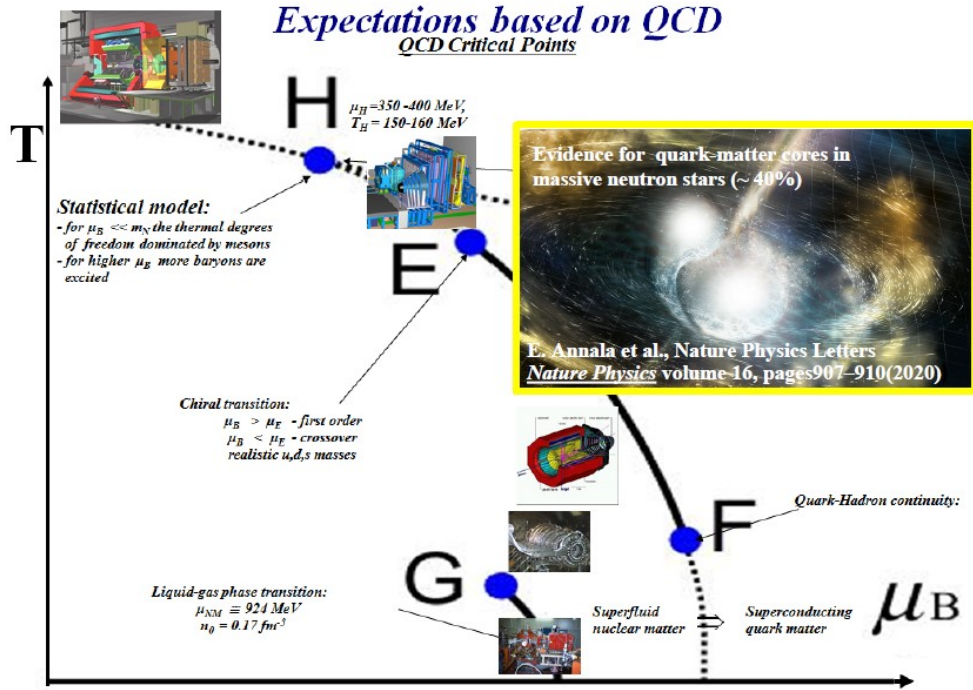 Expectations based on QCD
QCD Critical Points
T
H
μH =350 -400 MeV,
TH = 150-160 MeV
Evidence for quark-matter cores in
massive neutron stars (~ 40%)
Statistical model:
- for μB << mN the thermal degrees
of freedom dominated by mesons
- for higher μB more baryons are
excited
E
E. Annala et al., Nature Physics Letters
Nature Physics volume 16, pages907–910(2020)
Chiral transition:
μB > μE - first order
μB < μE - crossover
realistic u,d,s masses
Quark-Hadron continuity:
F
G
Liquid-gas phase transition:
μNM ≅ 924 MeV
n0 = 0.17 fm-3
Superfluid
nuclear matter
⇒
Superconducting
quark matter
μB